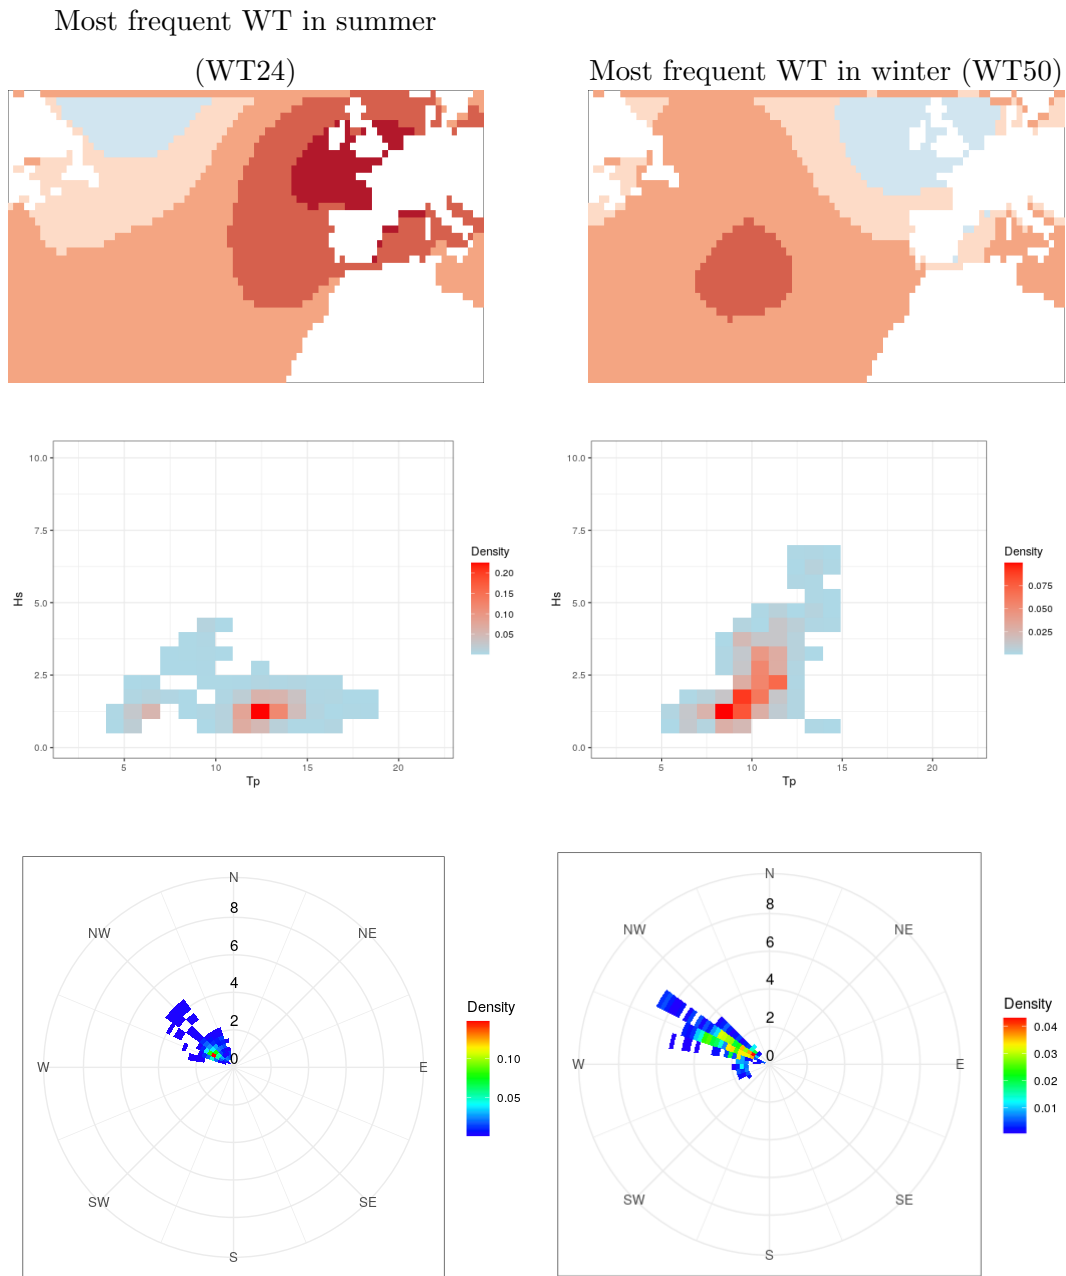 Most frequent WT in summer
(WT24)
Most frequent WT in winter (WT50)
10.0
7.5
5.0
2.5
0.0
Hs
5
10
15
20
Tp
Density
0.20
0.15
0.10
0.05
10.0
7.5
5.0
2.5
0.0
Hs
5
10
15
20
Tp
Density
0.075
0.050
0.025
N
NE
E
SE
S
SW
W
NW
8
6
4
2
0
Density
0.10
0.05
N
NE
E
SE
S
SW
W
NW
8
6
4
2
0
Density
0.04
0.03
0.02
0.01